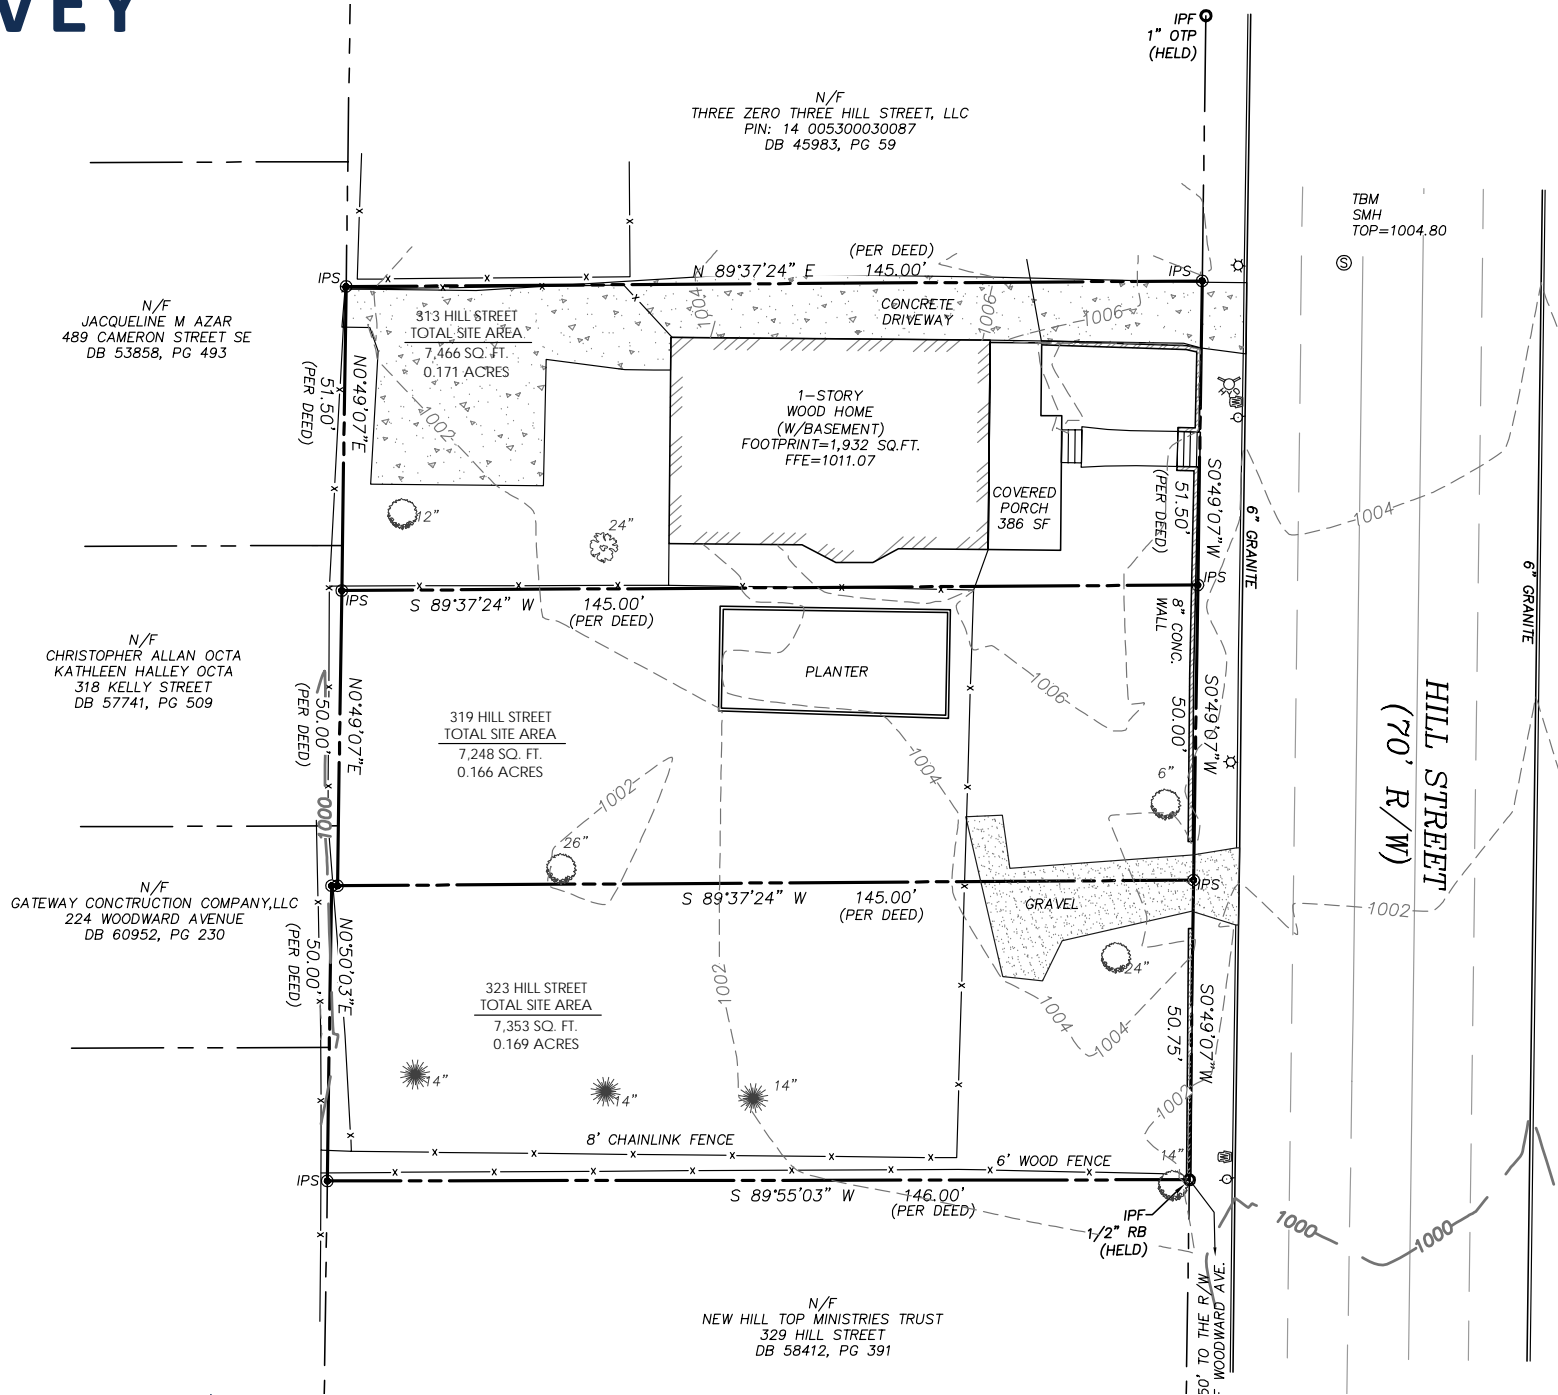 VEY
IPF
1" OTP
(HELD)
N/F
THREE ZERO THREE HILL STREET, LLC
PIN: 14 005300030087
DB 45983, PG 59
TBM
SMH
TOP=1004.80
S
(PER DEED)
IPS
N 89°37'24" E 145.00'
IPS
N/F
JACQUELINE M AZAR
489 CAMERON STREET SE
DB 53858, PG 493
313 HILL STREET
TOTAL SITE AREA
7,466 SQ. FT.
0.171 ACRES
1004
CONCRETE
DRIVEWAY
1006
1006
N0°49'07"E
51.50'
(PER DEED)
1002
1-STORY
WOOD HOME
(W/BASEMENT)
FOOTPRINT=1,932 SQ.FT.
FFE=1011.07
COVERED
PORCH
386 SF
S0°49'07"W
51.50'
(PER DEED)
6" GRANITE
1004
6" GRANITE
12"
24"
IPS
S 89°37'24" W 145.00'
(PER DEED)
IPS
8" CONC.
WALL
N/F
CHRISTOPHER ALLAN OCTA
KATHLEEN HALLEY OCTA
318 KELLY STREET
DB 57741, PG 509
N0°49'07"E
50.00'
(PER DEED)
PLANTER
1006
S0°49'07"W
50.00'
319 HILL STREET
TOTAL SITE AREA
7,248 SQ. FT.
0.166 ACRES
1004
1002
6"
26"
1000
HILL STREET
(70' R/W)
N/F
GATEWAY CONCTRUCTION COMPANY,LLC
224 WOODWARD AVENUE
DB 60952, PG 230
S 89°37'24" W 145.00'
(PER DEED)
IPS
GRAVEL
1002
N0°50'03"E
50.00'
(PER DEED)
24"
1002
323 HILL STREET
TOTAL SITE AREA
7,353 SQ. FT.
0.169 ACRES
1004
1004
S0°49'07"W
50.75'
14"
14"
14"
1002
8' CHAINLINK FENCE
6' WOOD FENCE
14"
IPS
S 89°55'03" W 146.00'
(PER DEED)
IPF
1/2" RB
(HELD)
1000
1000
N/F
NEW HILL TOP MINISTRIES TRUST
329 HILL STREET
DB 58412, PG 391
50' TO THE R/W
WOODWARD AVE.